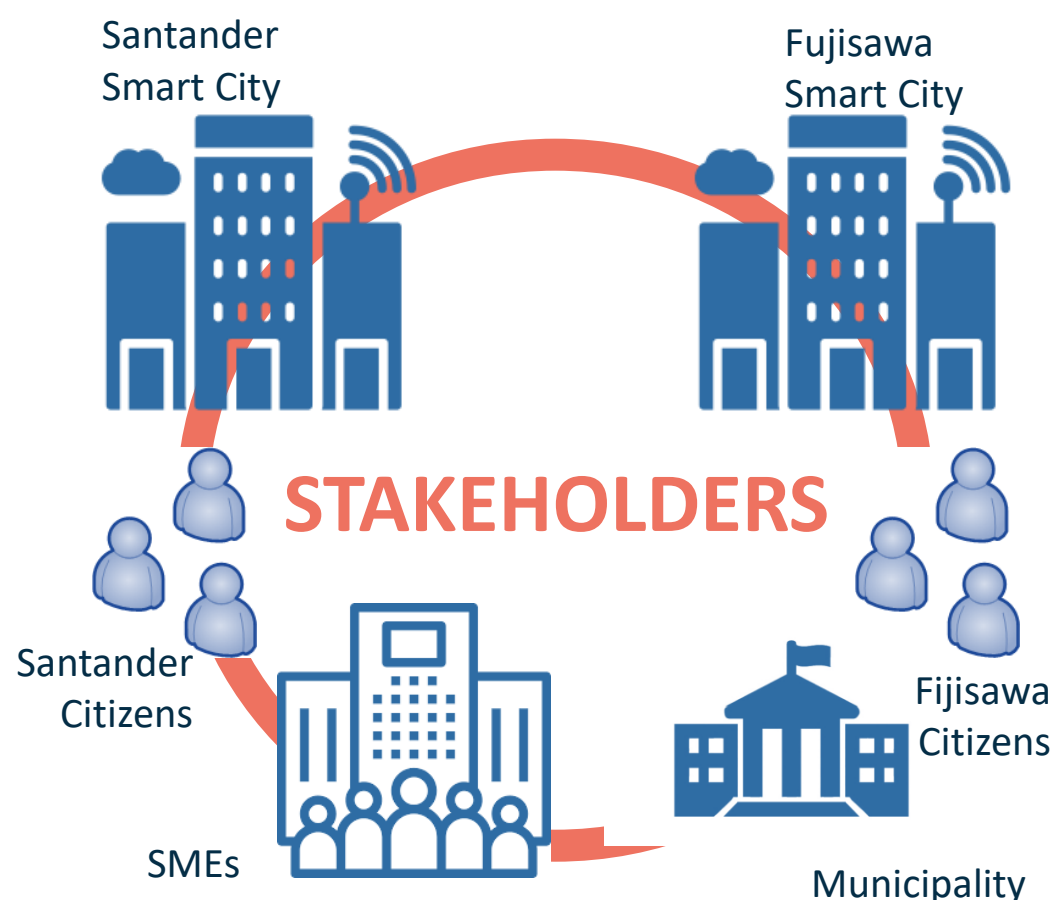 Santander
Smart City
Fujisawa
Smart City
STAKEHOLDERS
Santander
Citizens
Fijisawa
Citizens
SMEs
Municipality